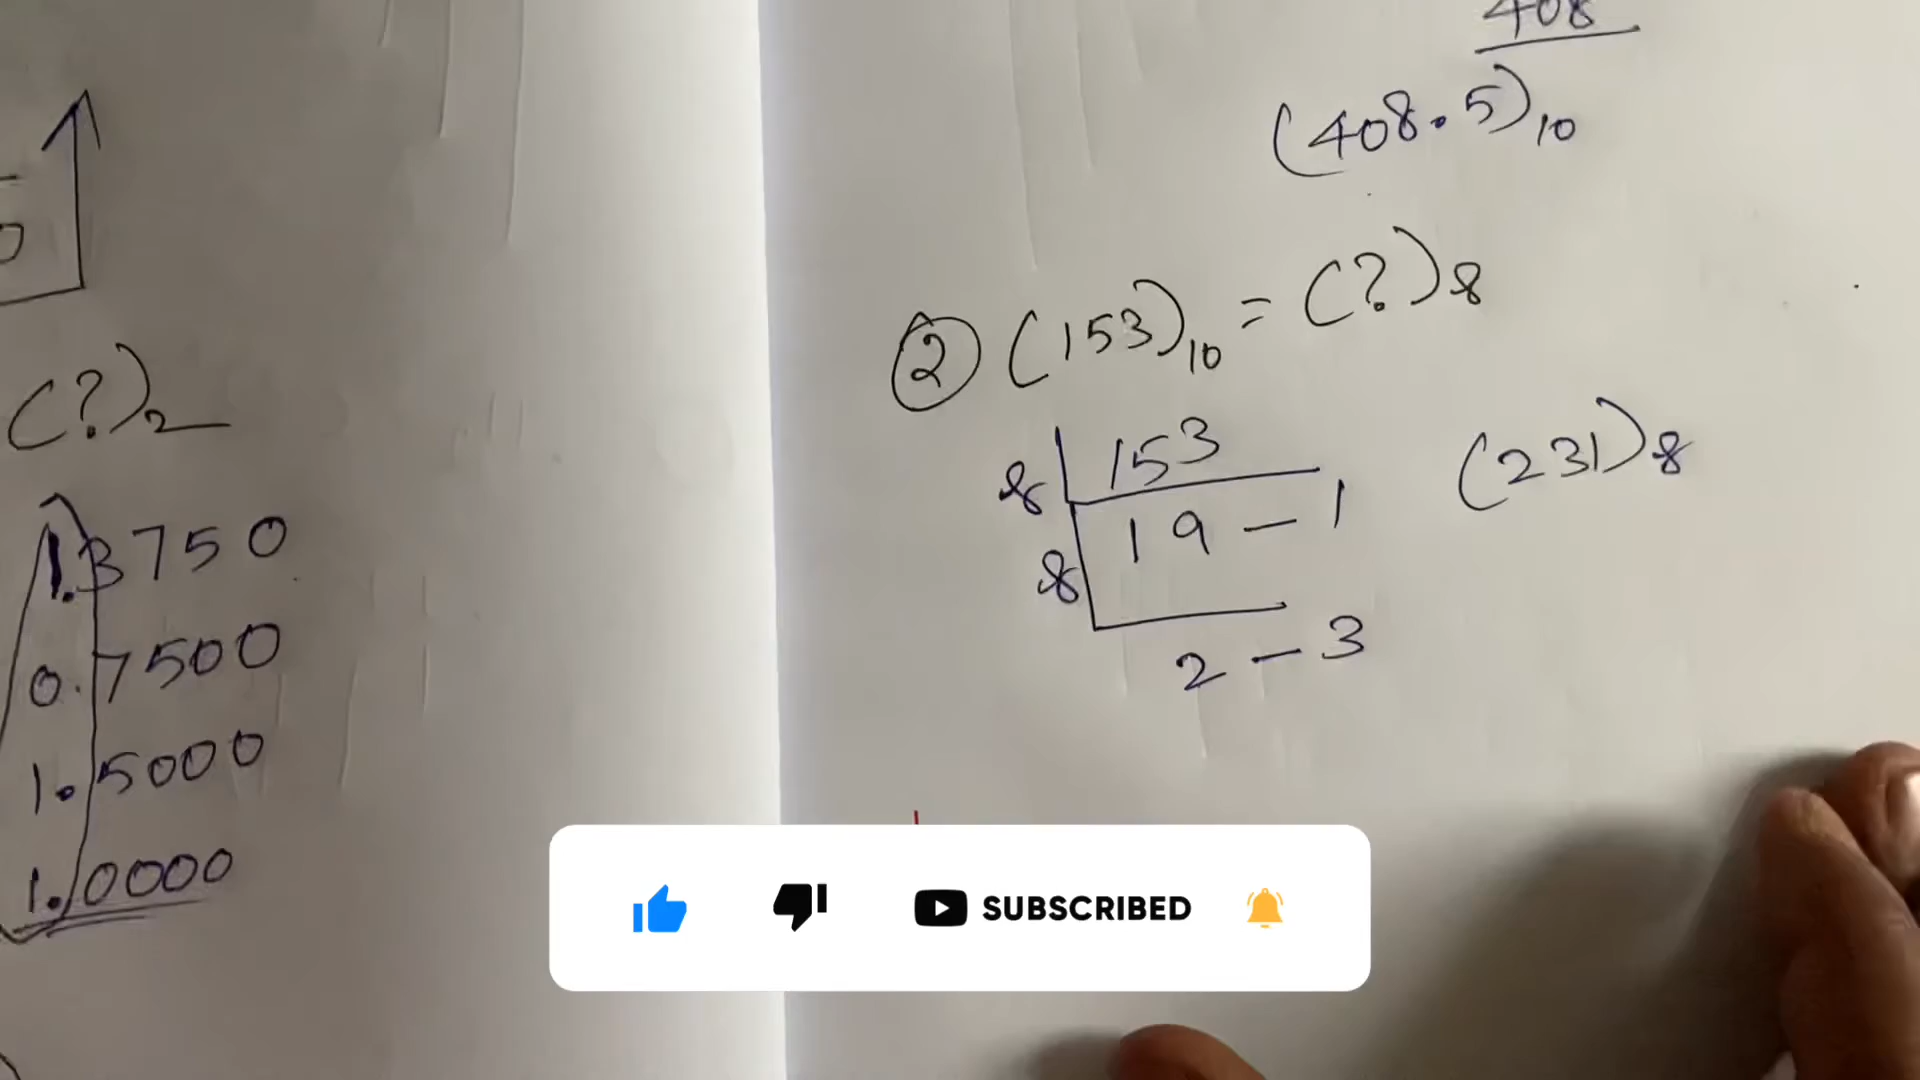 (?)2
1.3750
0.7500
1.5000
1.0000
408
(408.5)10
② (153)10 = (?)8
8 153
8 19 – 1
2 – 3
(231)8
SUBSCRIBED